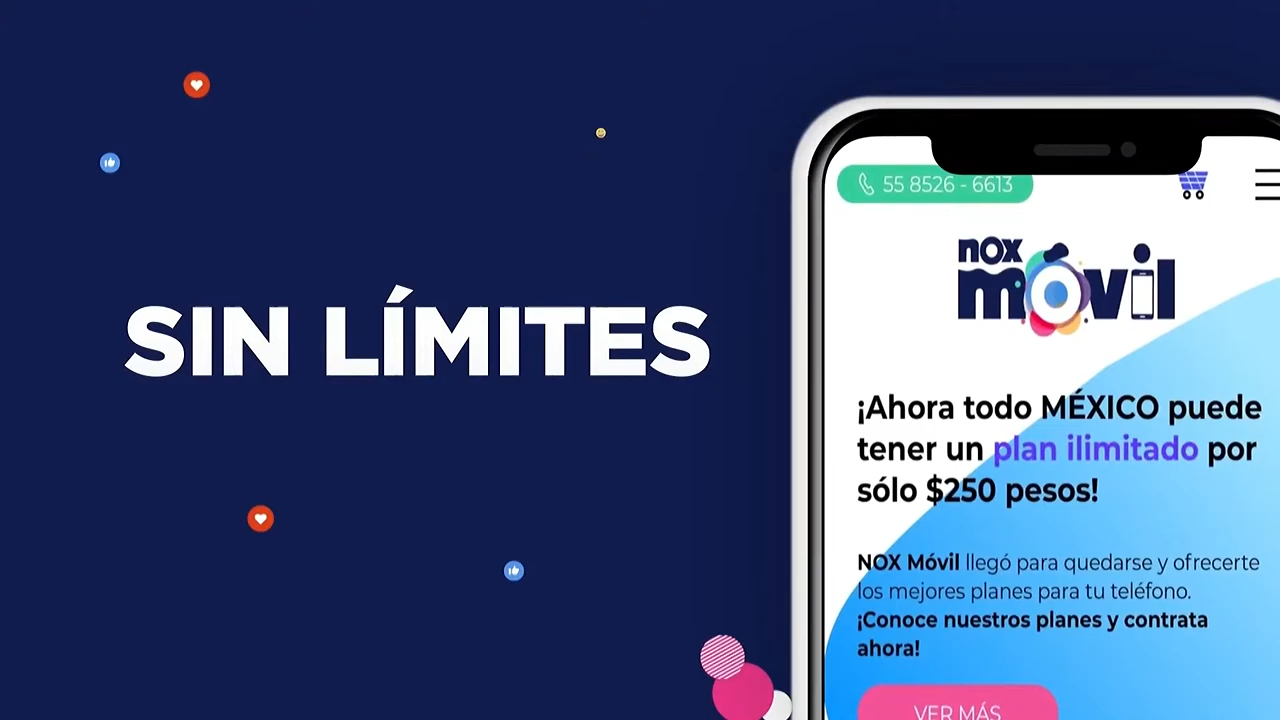 SIN LÍMITES
55 8526 - 6613
nox
móvil
¡Ahora todo MÉXICO puede
tener un plan ilimitado por
sólo $250 pesos!
NOX Móvil llegó para quedarse y ofrecerte
los mejores planes para tu teléfono.
¡Conoce nuestros planes y contrata
ahora!
VER MÁS